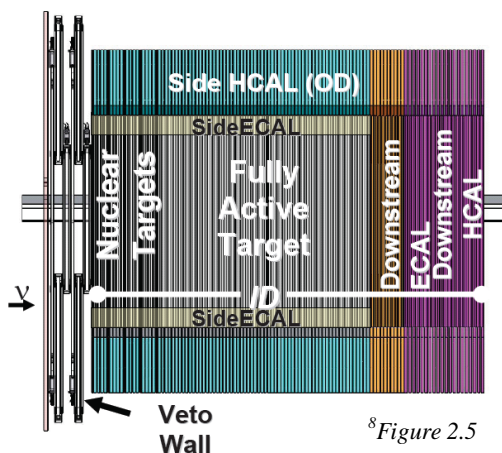 Side HCAL (OD)
SideECAL
Nuclear
Targets
Fully
Active
Target
Downstream
ECAL
Downstream
HCAL
ν
ID
SideECAL
Veto
Wall
⁸Figure 2.5